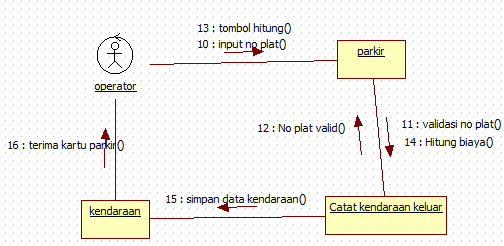 13 : tombol hitung()
10 : input no plat()
parkir
operator
12 : No plat valid()
11 : validasi no plat()
14 : Hitung biaya()
16 : terima kartu parkir()
15 : simpan data kendaraan()
kendaraan
Catat kendaraan keluar